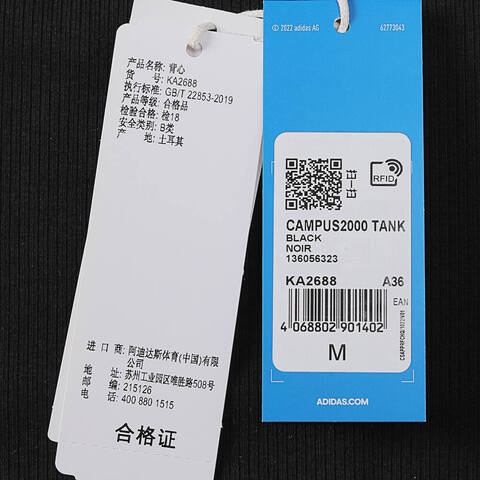 产品名称: 背心
货 号: KA2688
执行标准: GB/T 22853-2019
产品等级: 合格品
检验合格: 检18
安全类别: B类
产 地: 土耳其
进 口 商: 阿迪达斯体育(中国)有限
公司
地 址: 苏州工业园区唯胜路508号
邮 编: 215126
电 话: 400 880 1515
合格证
© 2022 adidas AG 62773043
RFID
CAMPUS2000 TANK
BLACK
NOIR
136056323
KA2688 A36
EAN
4 068802 901402
M
ADIDAS.COM